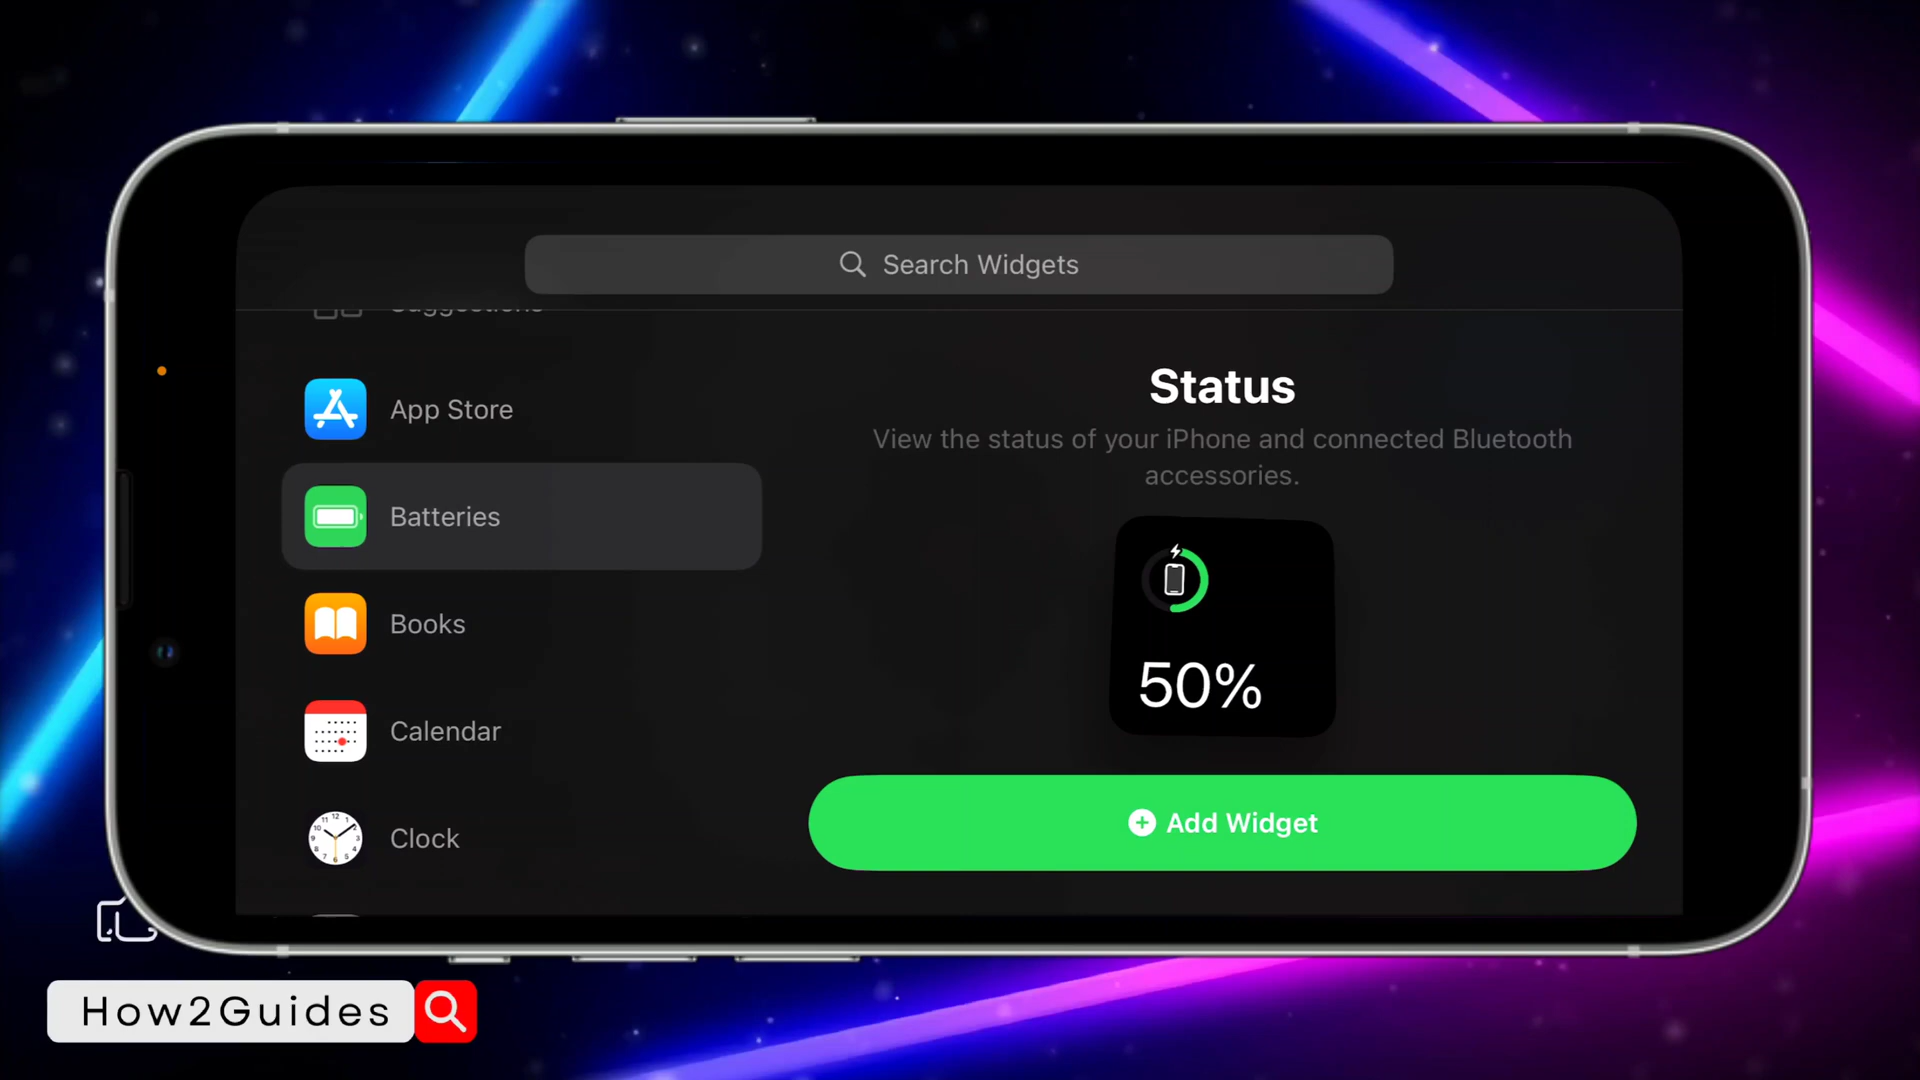 Search Widgets
Suggestions
App Store
Batteries
Books
Calendar
Clock
Status
View the status of your iPhone and connected Bluetooth
accessories.
50%
Add Widget
How2Guides